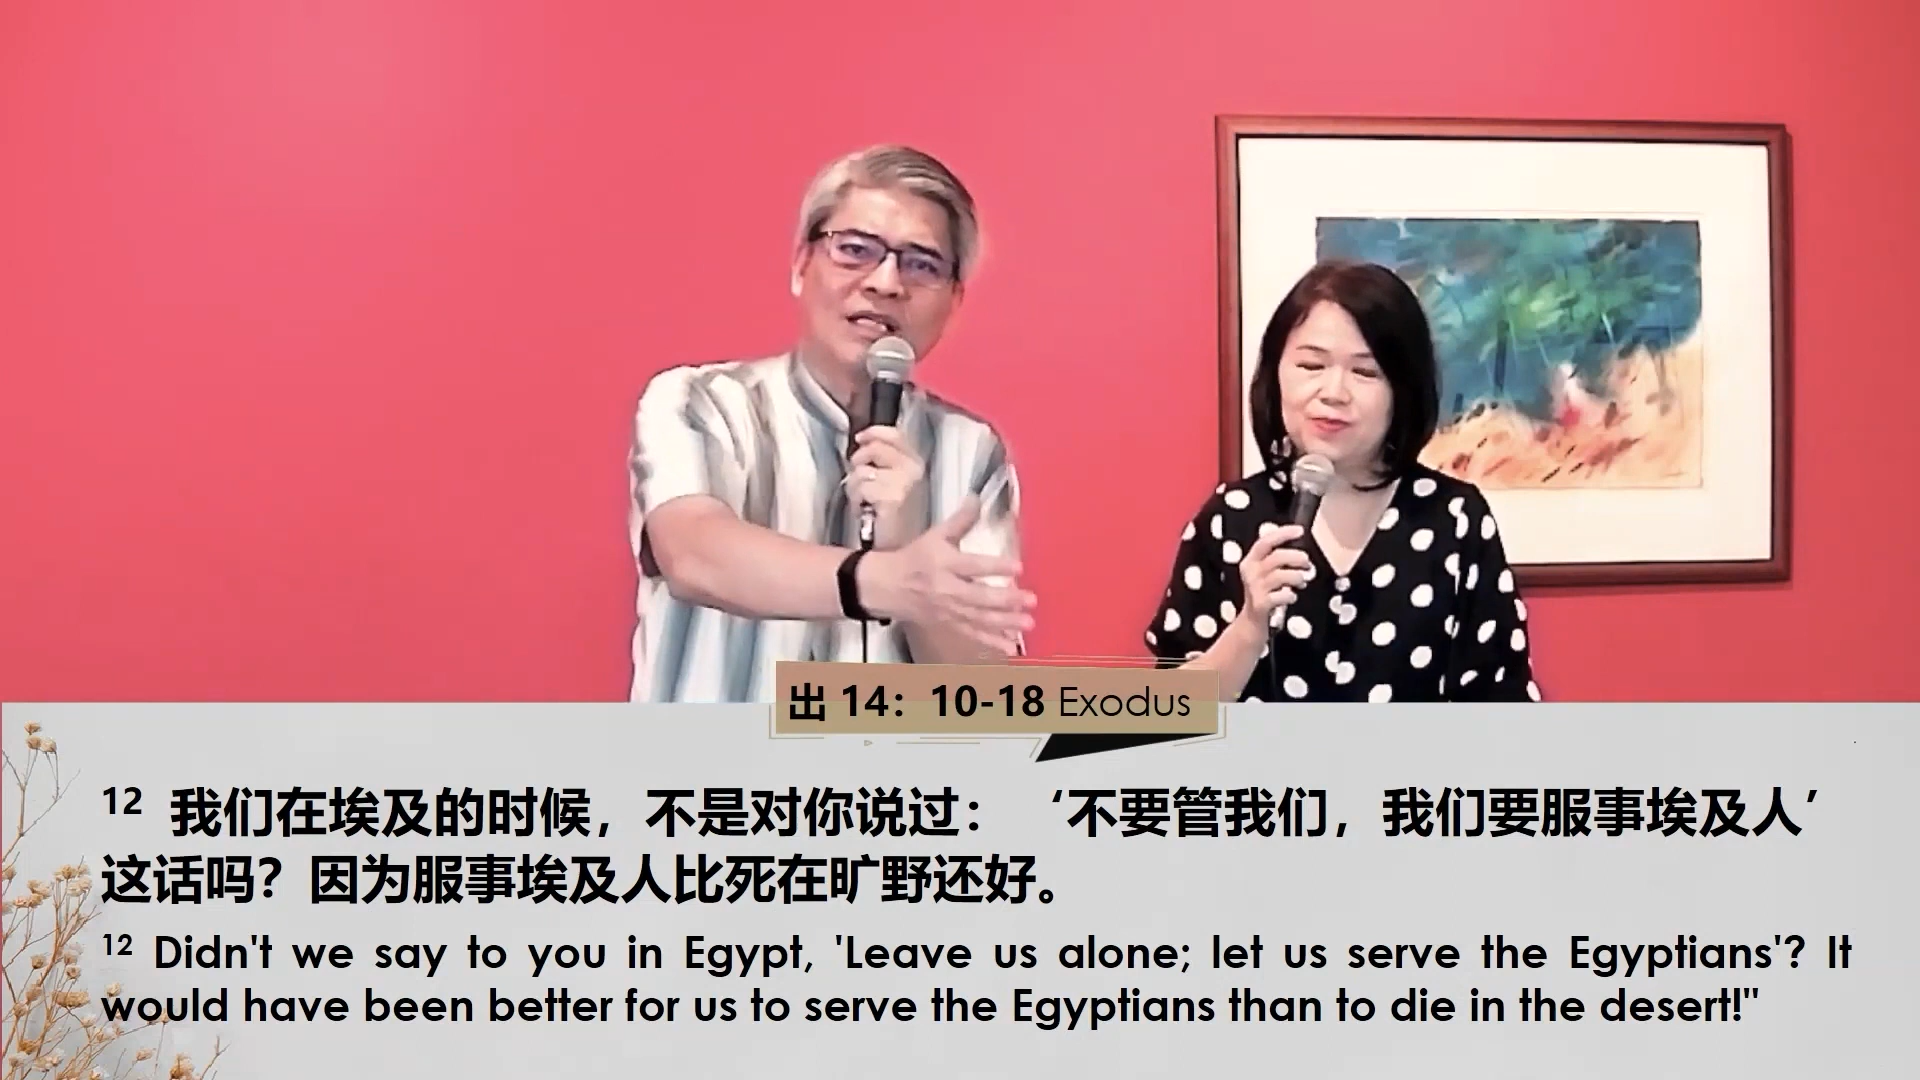 出 14：10-18 Exodus
12 我们在埃及的时候，不是对你说过：‘不要管我们，我们要服事埃及人’
这话吗？因为服事埃及人比死在旷野还好。
12 Didn't we say to you in Egypt, 'Leave us alone; let us serve the Egyptians'? It
would have been better for us to serve the Egyptians than to die in the desert!"